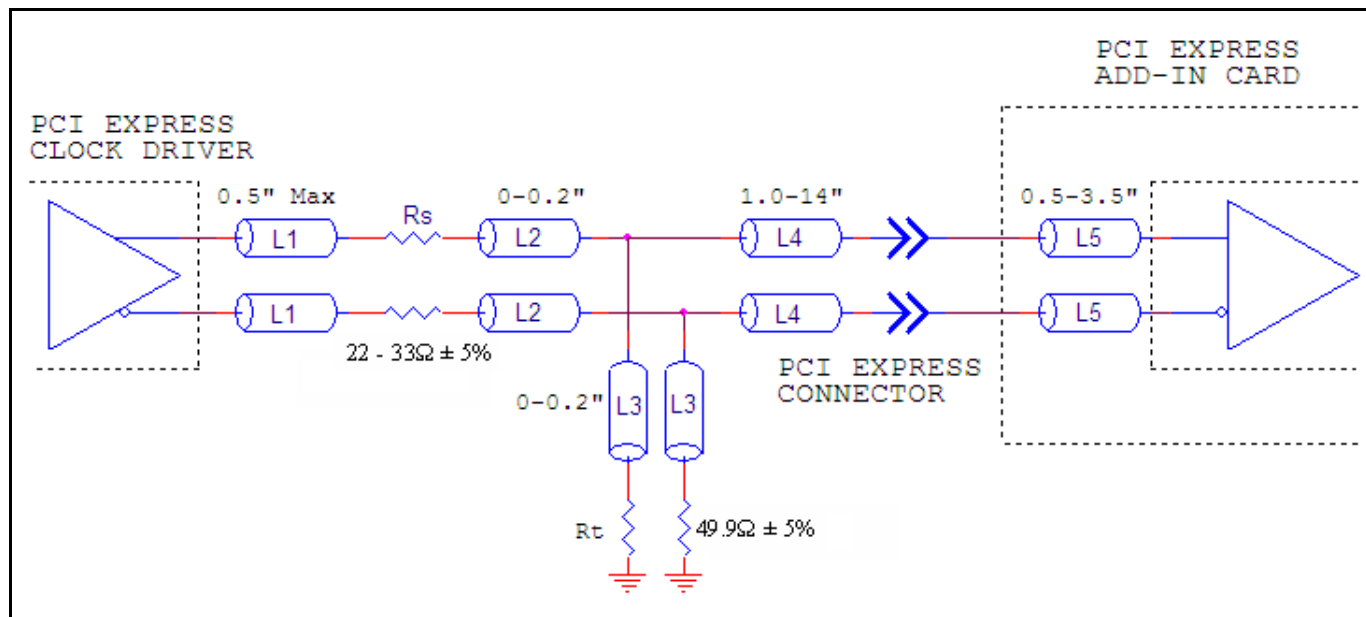 PCI EXPRESS
ADD-IN CARD
PCI EXPRESS
CLOCK DRIVER
0.5" Max
Rs
0-0.2"
1.0-14"
0.5-3.5"
L1
L2
L4
L5
L1
L2
L4
L5
22 - 33Ω ± 5%
PCI EXPRESS
CONNECTOR
0-0.2"
L3
L3
Rt
49.9Ω ± 5%